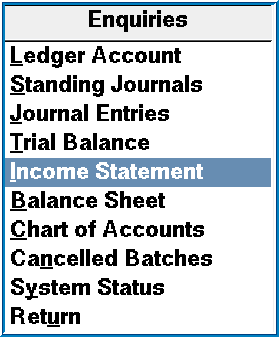 Enquiries
Ledger Account
Standing Journals
Journal Entries
Trial Balance
Income Statement
Balance Sheet
Chart of Accounts
Cancelled Batches
System Status
Return